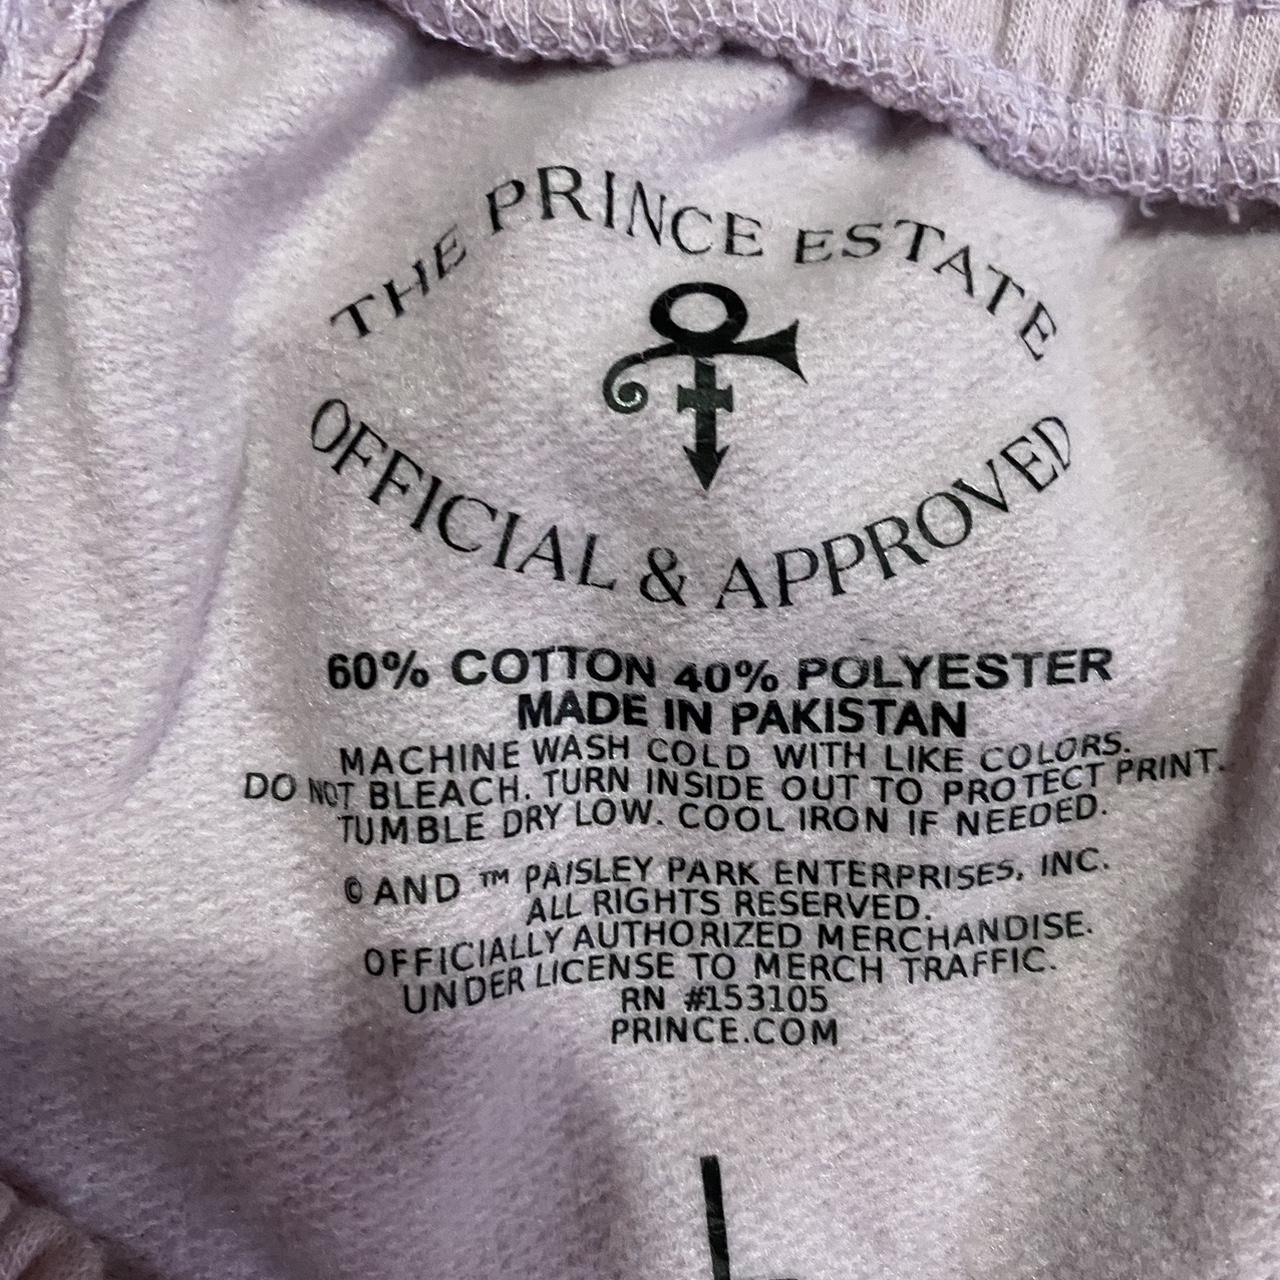 THE PRINCE ESTATE
OFFICIAL & APPROVED
60% COTTON 40% POLYESTER
MADE IN PAKISTAN
MACHINE WASH COLD WITH LIKE COLORS.
DO NOT BLEACH. TURN INSIDE OUT TO PROTECT PRINT.
TUMBLE DRY LOW. COOL IRON IF NEEDED.
© AND ™ PAISLEY PARK ENTERPRISES, INC.
ALL RIGHTS RESERVED.
OFFICIALLY AUTHORIZED MERCHANDISE.
UNDER LICENSE TO MERCH TRAFFIC.
RN #153105
PRINCE.COM